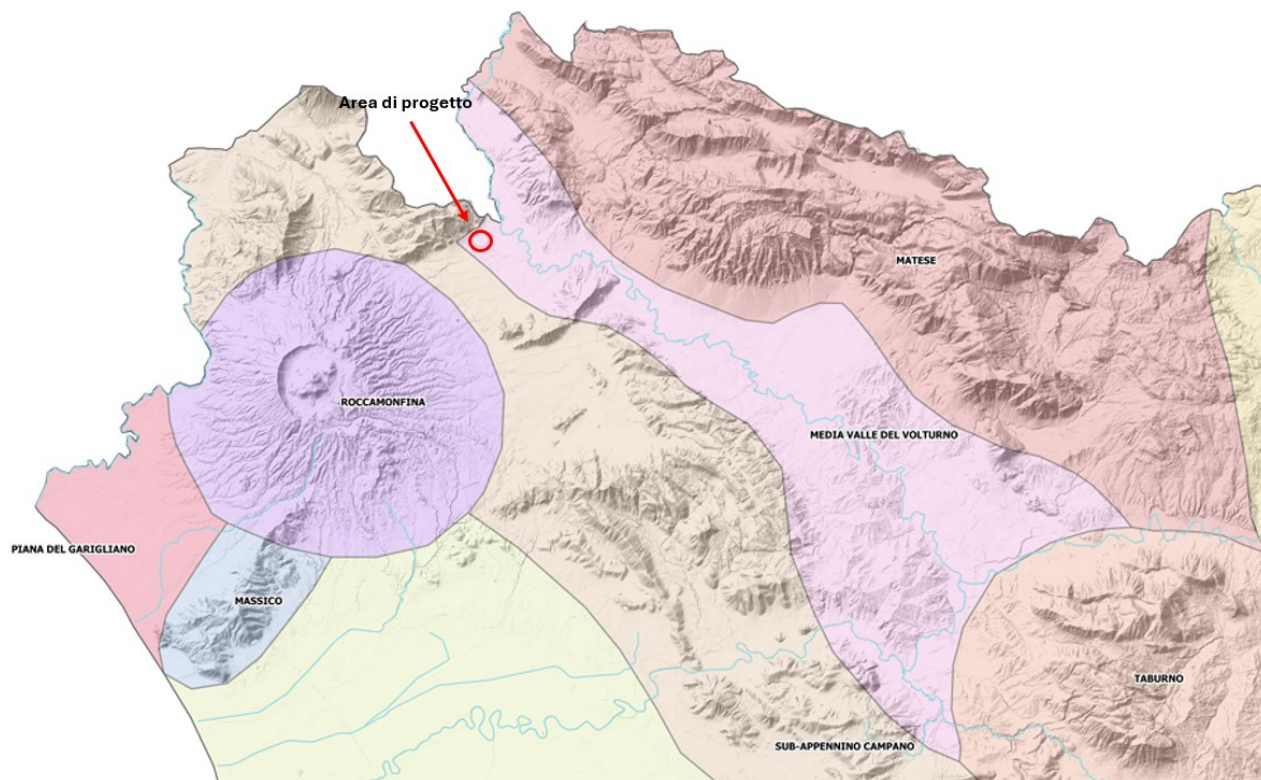 Area di progetto
MATESE
ROCCAMONFINA
MEDIA VALLE DEL VOLTURNO
PIANA DEL GARIGLIANO
MASSICO
TABURNO
SUB-APPENNINO CAMPANO